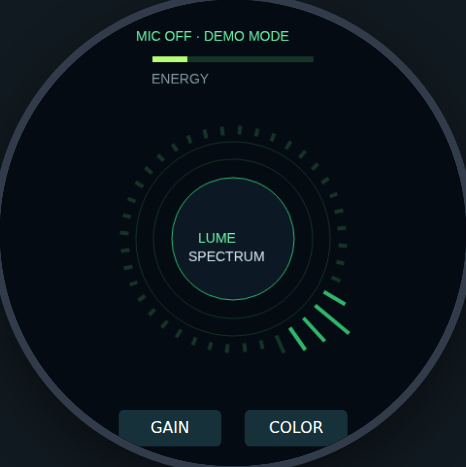 MIC OFF · DEMO MODE
ENERGY
LUME
SPECTRUM
GAIN
COLOR